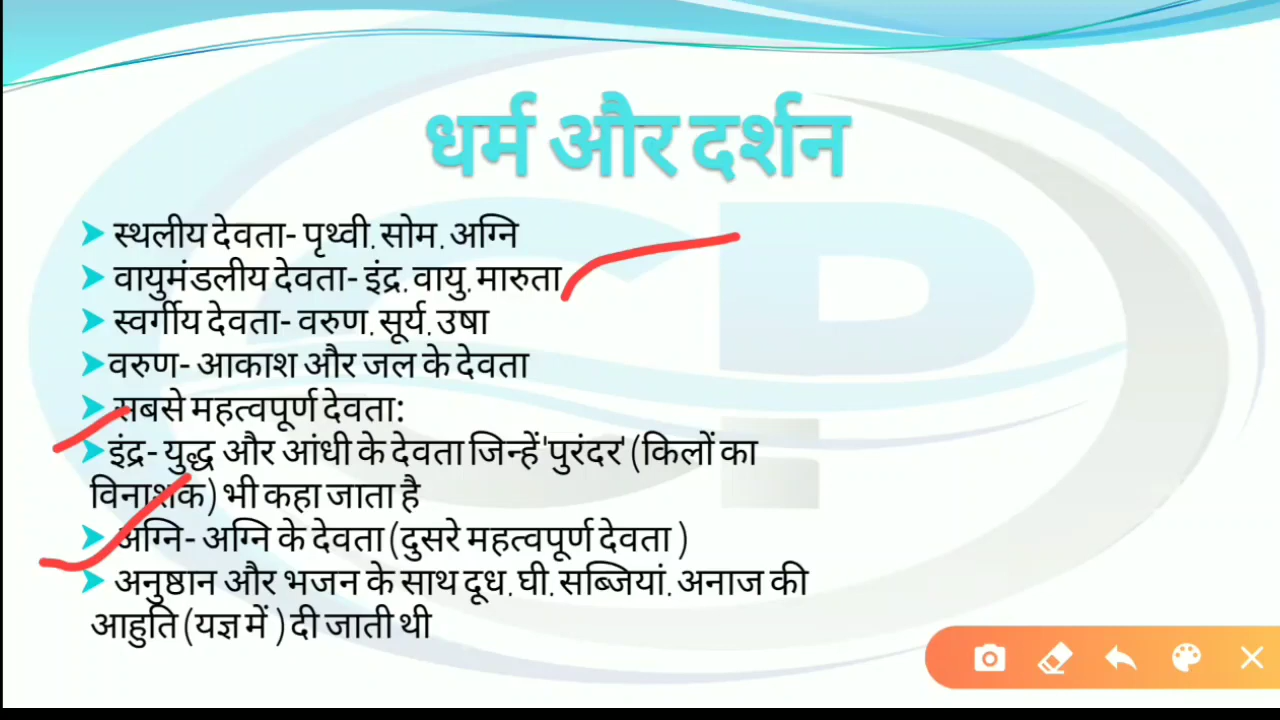 धर्म और दर्शन
स्थलीय देवता- पृथ्वी. सोम. अग्नि
वायुमंडलीय देवता- इंद्र. वायु. मारुता
स्वर्गीय देवता- वरुण. सूर्य. उषा
वरुण- आकाश और जल के देवता
सबसे महत्वपूर्ण देवता:
इंद्र- युद्ध और आंधी के देवता जिन्हें 'पुरंदर' (किलों का
विनाशक) भी कहा जाता है
अग्नि- अग्नि के देवता (दुसरे महत्वपूर्ण देवता )
अनुष्ठान और भजन के साथ दूध. घी. सब्जियां. अनाज की
आहुति (यज्ञ में ) दी जाती थी